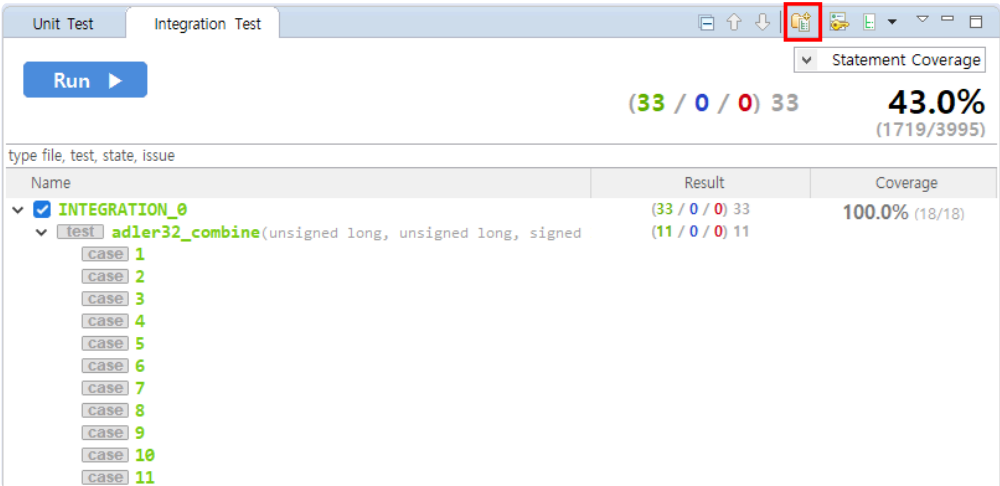 Unit Test Integration Test
Statement Coverage
Run
(33 / 0 / 0) 33 43.0%
(1719/3995)
type file, test, state, issue
Name Result Coverage
INTEGRATION_0 (33 / 0 / 0) 33 100.0% (18/18)
test adler32_combine(unsigned long, unsigned long, signed (11 / 0 / 0) 11
case 1
case 2
case 3
case 4
case 5
case 6
case 7
case 8
case 9
case 10
case 11